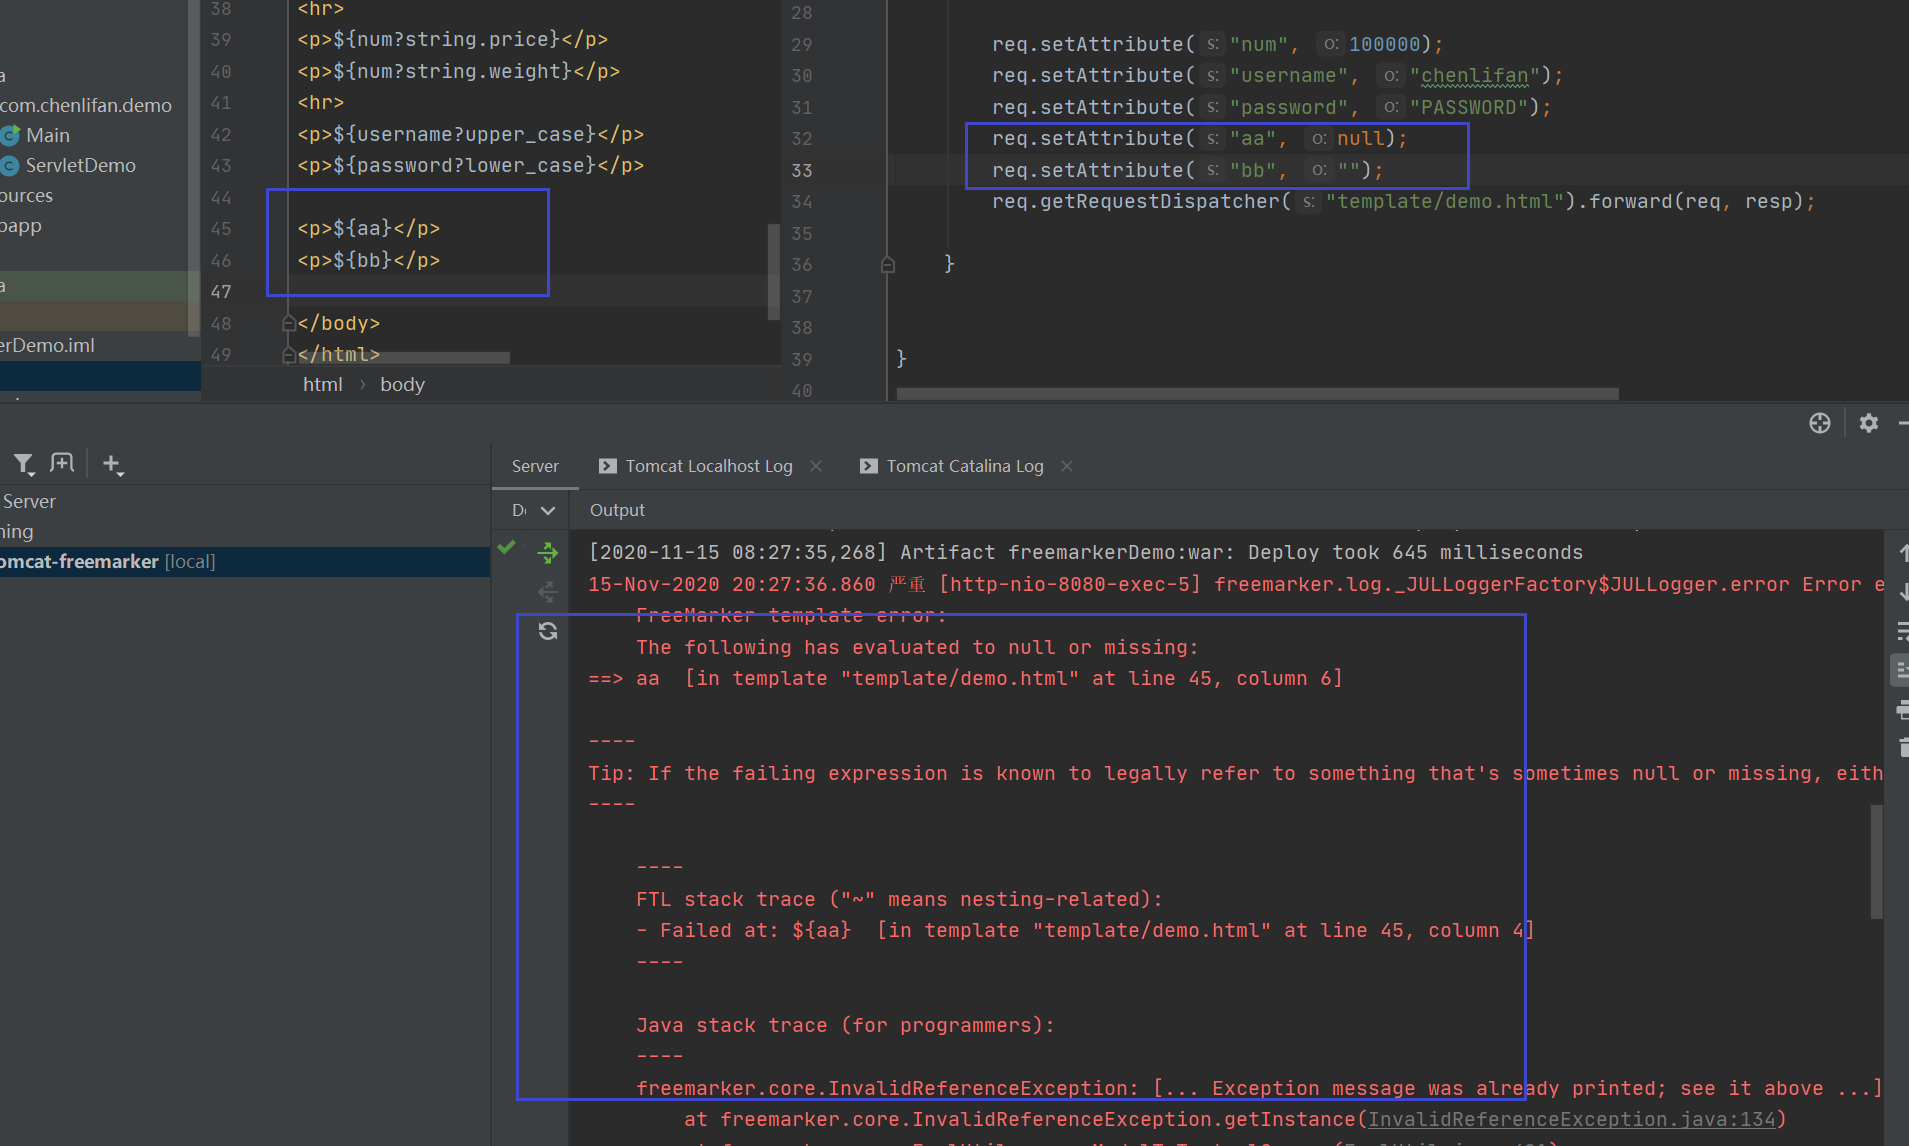 38 <hr>
39 <p>${num?string.price}</p>
40 <p>${num?string.weight}</p>
41 <hr>
42 <p>${username?upper_case}</p>
43 <p>${password?lower_case}</p>
44
45 <p>${aa}</p>
46 <p>${bb}</p>
47
48 </body>
49 </html>
html › body
a
com.chenlifan.demo
Main
ServletDemo
ources
bapp
a
erDemo.iml
28
29 req.setAttribute( s: "num", o: 100000);
30 req.setAttribute( s: "username", o: "chenlifan");
31 req.setAttribute( s: "password", o: "PASSWORD");
32 req.setAttribute( s: "aa", o: null);
33 req.setAttribute( s: "bb", o: "");
34 req.getRequestDispatcher( s: "template/demo.html").forward(req, resp);
35
36 }
37
38
39 }
40
Server
ning
omcat-freemarker [local]
Server Tomcat Localhost Log Tomcat Catalina Log
Output
[2020-11-15 08:27:35,268] Artifact freemarkerDemo:war: Deploy took 645 milliseconds
15-Nov-2020 20:27:36.860 严重 [http-nio-8080-exec-5] freemarker.log._JULLoggerFactory$JULLogger.error Error e
FreeMarker template error:
The following has evaluated to null or missing:
==> aa [in template "template/demo.html" at line 45, column 6]
----
Tip: If the failing expression is known to legally refer to something that's sometimes null or missing, eith
----
----
FTL stack trace ("~" means nesting-related):
- Failed at: ${aa} [in template "template/demo.html" at line 45, column 4]
----
Java stack trace (for programmers):
----
freemarker.core.InvalidReferenceException: [... Exception message was already printed; see it above ...]
at freemarker.core.InvalidReferenceException.getInstance(InvalidReferenceException.java:134)